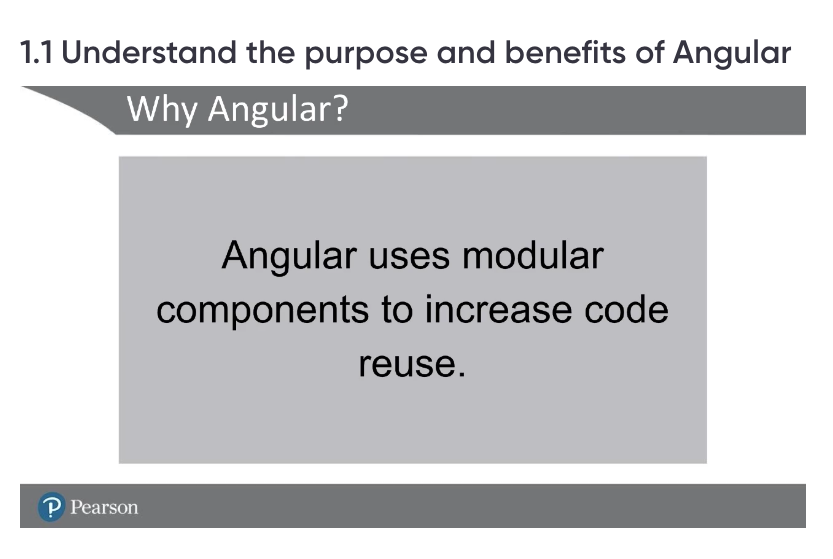 1.1 Understand the purpose and benefits of Angular
Why Angular?
Angular uses modular
components to increase code
reuse.
Pearson